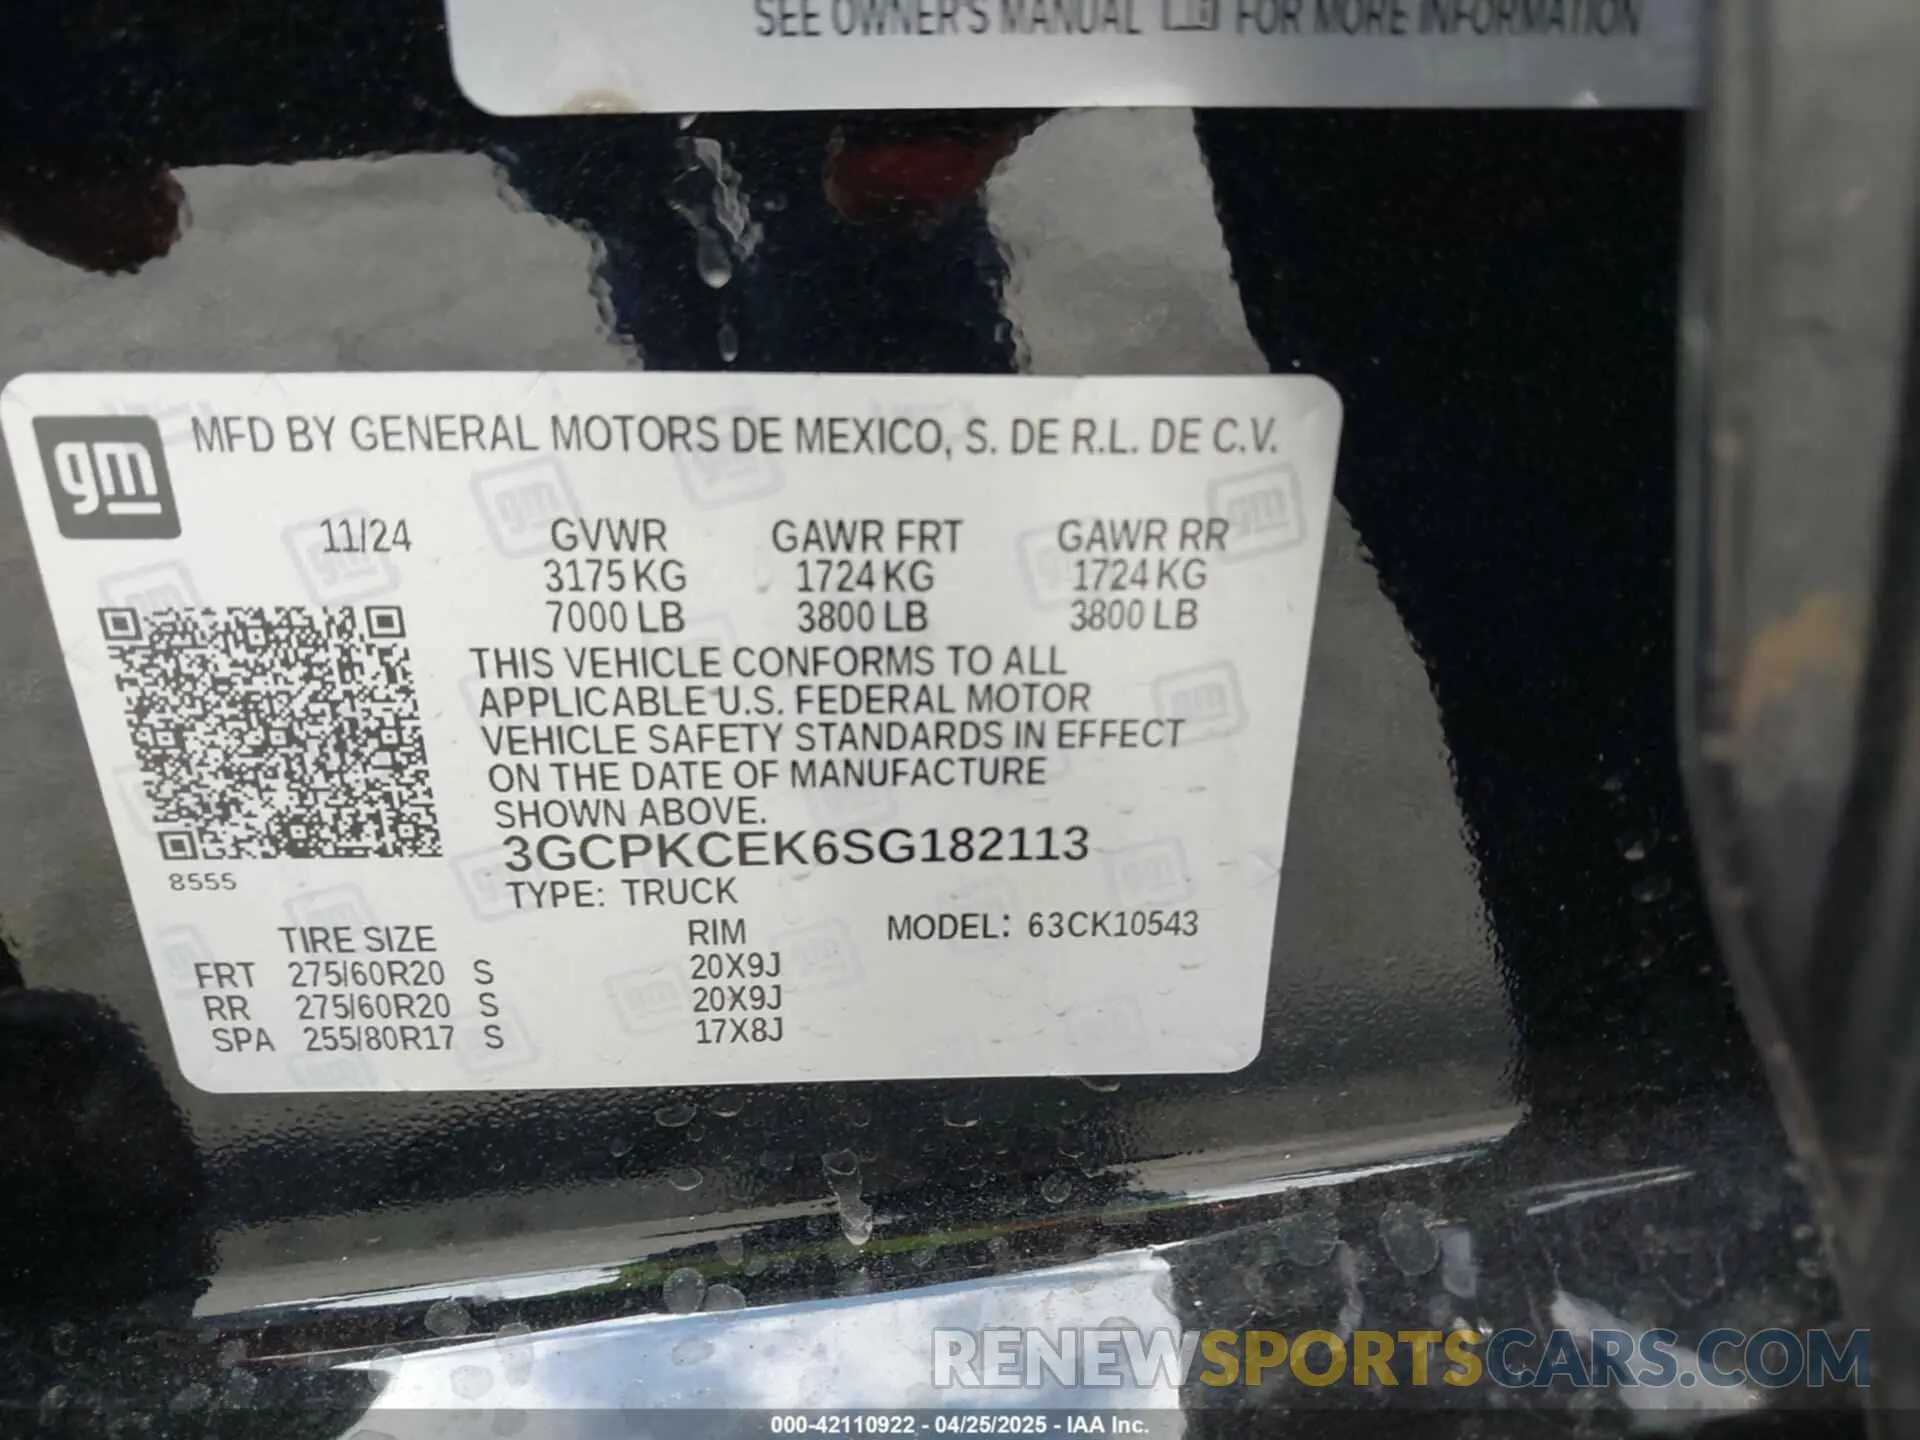 SEE OWNER'S MANUAL FOR MORE INFORMATION
gm
MFD BY GENERAL MOTORS DE MEXICO, S. DE R.L. DE C.V.
11/24 GVWR GAWR FRT GAWR RR
3175 KG 1724 KG 1724 KG
7000 LB 3800 LB 3800 LB
THIS VEHICLE CONFORMS TO ALL
APPLICABLE U.S. FEDERAL MOTOR
VEHICLE SAFETY STANDARDS IN EFFECT
ON THE DATE OF MANUFACTURE
SHOWN ABOVE.
3GCPKCEK6SG182113
8555
TYPE: TRUCK
TIRE SIZE RIM MODEL: 63CK10543
FRT 275/60R20 S 20X9J
RR 275/60R20 S 20X9J
SPA 255/80R17 S 17X8J
RENEWSPORTSCARS.COM
000-42110922 - 04/25/2025 - IAA Inc.